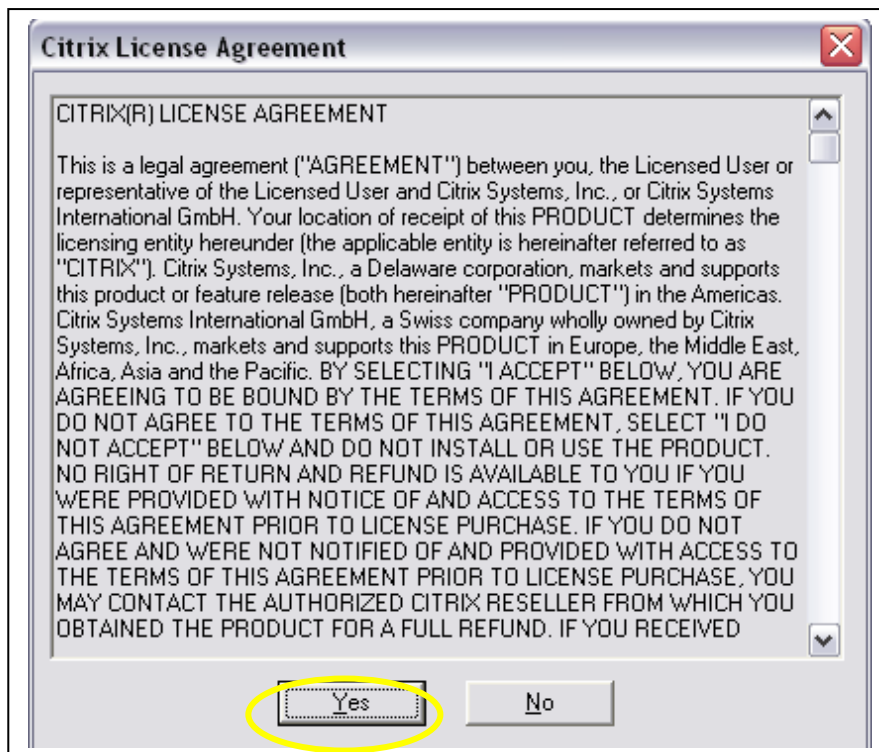 Citrix License Agreement
CITRIX(R) LICENSE AGREEMENT
This is a legal agreement ("AGREEMENT") between you, the Licensed User or
representative of the Licensed User and Citrix Systems, Inc., or Citrix Systems
International GmbH. Your location of receipt of this PRODUCT determines the
licensing entity hereunder (the applicable entity is hereinafter referred to as
"CITRIX"). Citrix Systems, Inc., a Delaware corporation, markets and supports
this product or feature release (both hereinafter "PRODUCT") in the Americas.
Citrix Systems International GmbH, a Swiss company wholly owned by Citrix
Systems, Inc., markets and supports this PRODUCT in Europe, the Middle East,
Africa, Asia and the Pacific. BY SELECTING "I ACCEPT" BELOW, YOU ARE
AGREEING TO BE BOUND BY THE TERMS OF THIS AGREEMENT. IF YOU
DO NOT AGREE TO THE TERMS OF THIS AGREEMENT, SELECT "I DO
NOT ACCEPT" BELOW AND DO NOT INSTALL OR USE THE PRODUCT.
NO RIGHT OF RETURN AND REFUND IS AVAILABLE TO YOU IF YOU
WERE PROVIDED WITH NOTICE OF AND ACCESS TO THE TERMS OF
THIS AGREEMENT PRIOR TO LICENSE PURCHASE. IF YOU DO NOT
AGREE AND WERE NOT NOTIFIED OF AND PROVIDED WITH ACCESS TO
THE TERMS OF THIS AGREEMENT PRIOR TO LICENSE PURCHASE, YOU
MAY CONTACT THE AUTHORIZED CITRIX RESELLER FROM WHICH YOU
OBTAINED THE PRODUCT FOR A FULL REFUND. IF YOU RECEIVED
Yes
No